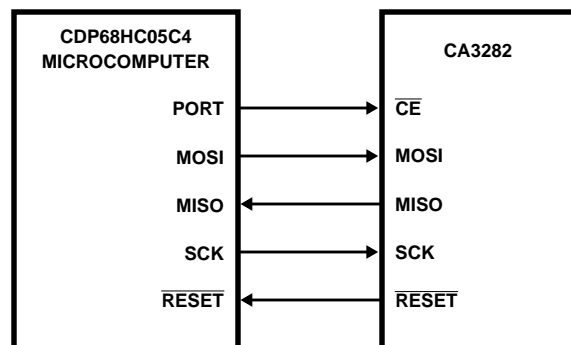 CDP68HC05C4
MICROCOMPUTER
PORT
MOSI
MISO
SCK
RESET
CA3282
CE
MOSI
MISO
SCK
RESET